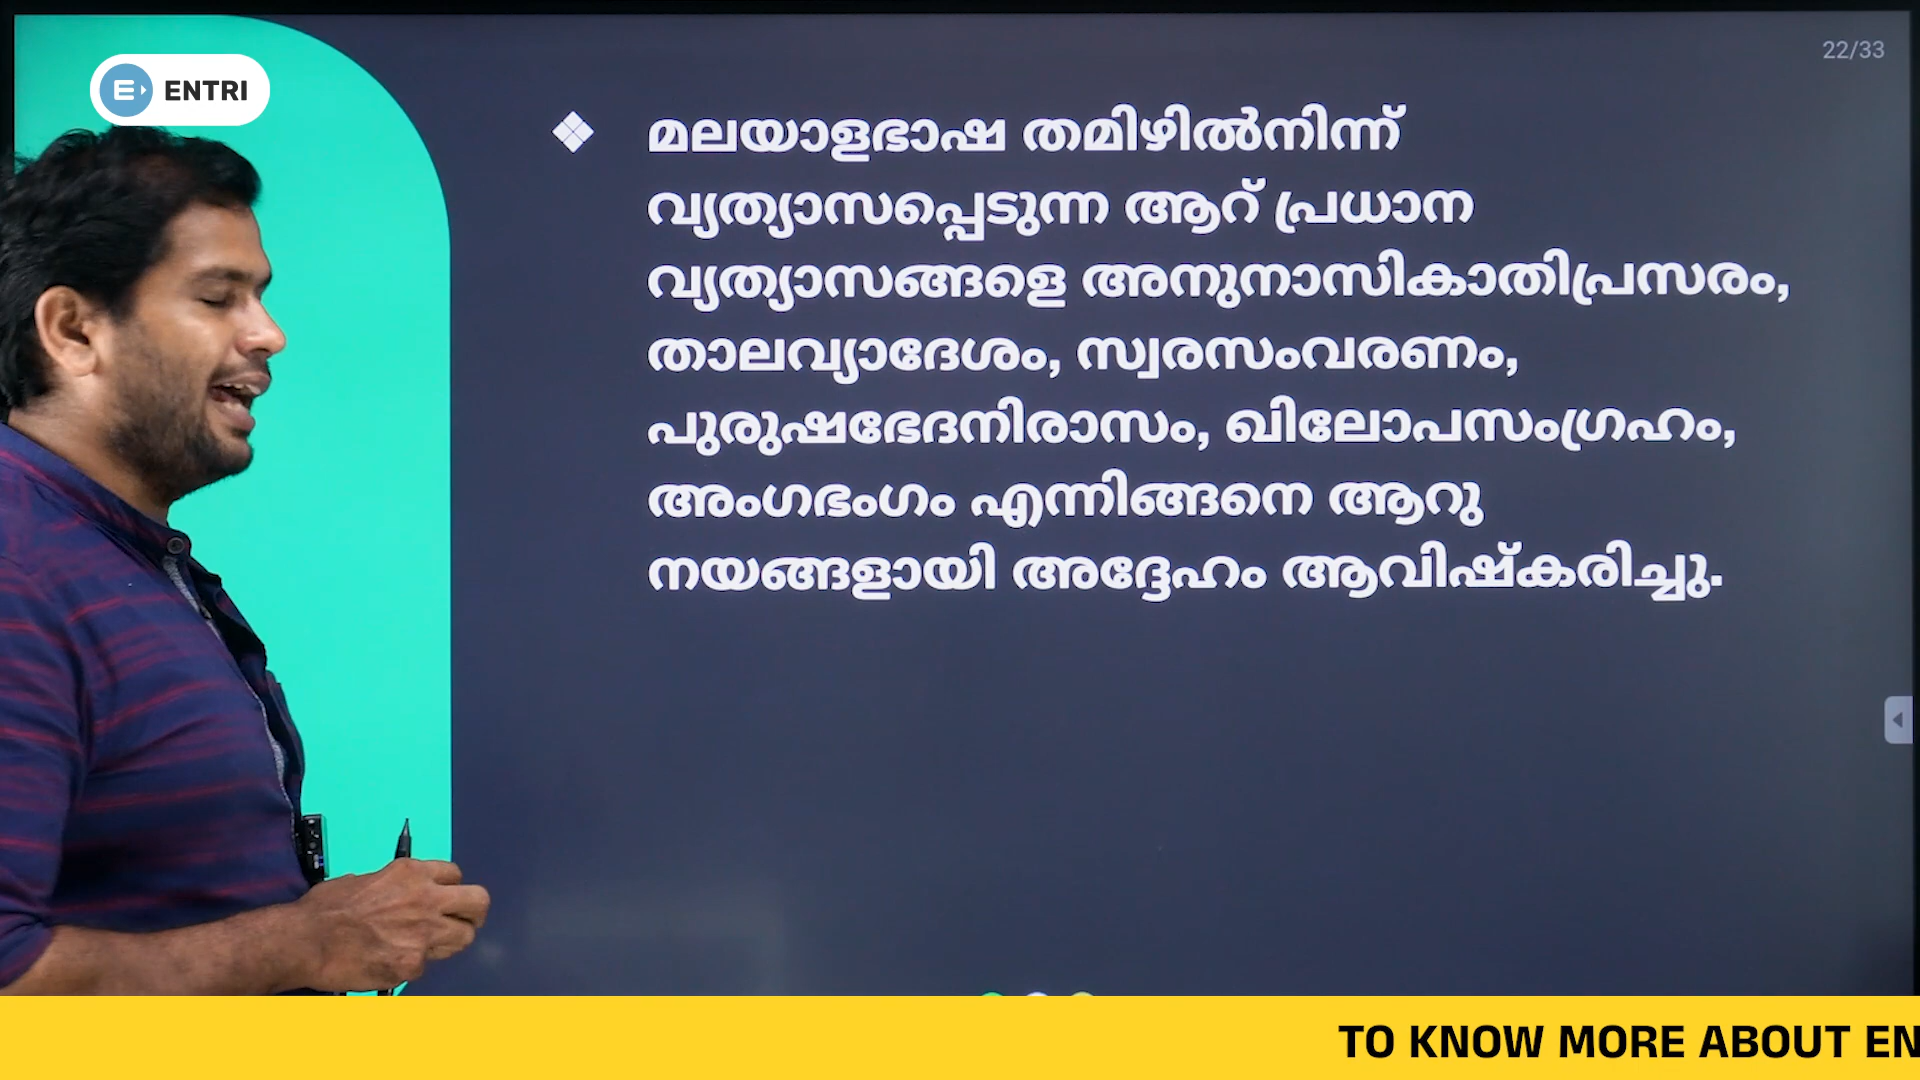 ENTRI
22/33
മലയാളഭാഷ തമിഴിൽനിന്ന്
വ്യത്യാസപ്പെടുന്ന ആറ് പ്രധാന
വ്യത്യാസങ്ങളെ അനുനാസികാതിപ്രസരം,
താലവ്യാദേശം, സ്വരസംവരണം,
പുരുഷഭേദനിരാസം, ഖിലോപസംഗ്രഹം,
അംഗഭംഗം എന്നിങ്ങനെ ആറു
നയങ്ങളായി അദ്ദേഹം ആവിഷ്കരിച്ചു.
TO KNOW MORE ABOUT EN